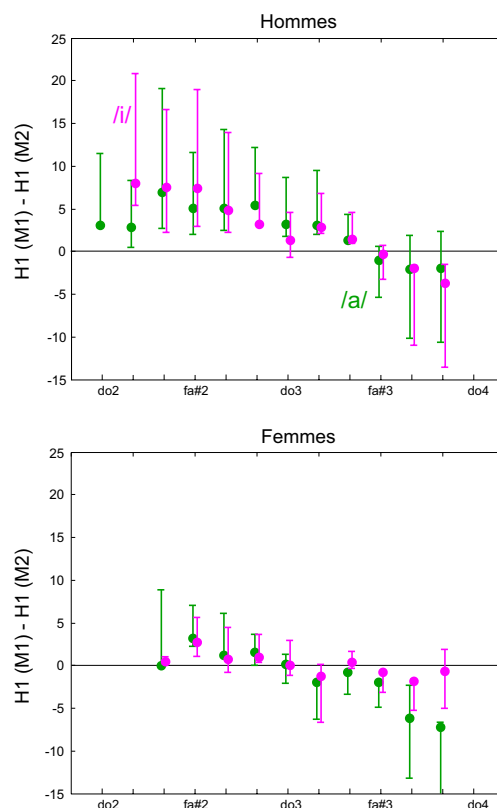 Hommes
25
20
15
10
5
0
-5
-10
-15
H1 (M1) - H1 (M2)
/i/
/a/
do2 fa#2 do3 fa#3 do4
Femmes
25
20
15
10
5
0
-5
-10
-15
H1 (M1) - H1 (M2)
do2 fa#2 do3 fa#3 do4